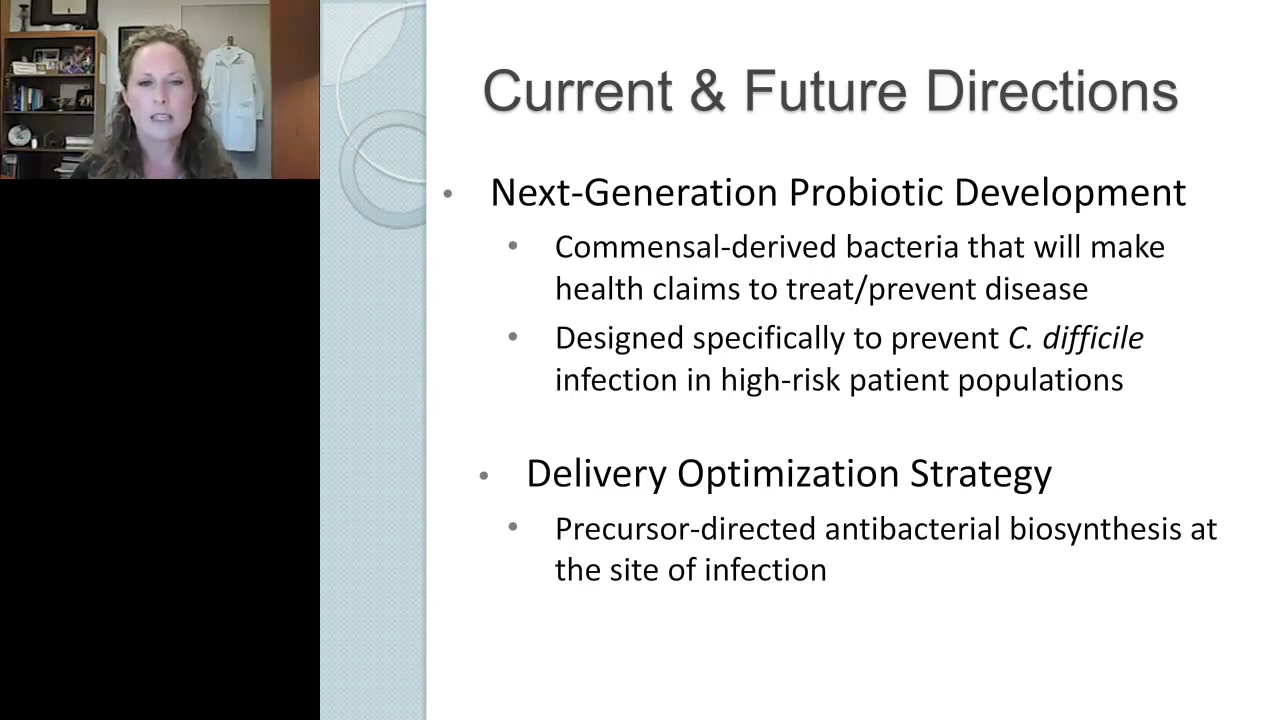 Current & Future Directions
• Next-Generation Probiotic Development
• Commensal-derived bacteria that will make
health claims to treat/prevent disease
• Designed specifically to prevent C. difficile
infection in high-risk patient populations
• Delivery Optimization Strategy
• Precursor-directed antibacterial biosynthesis at
the site of infection